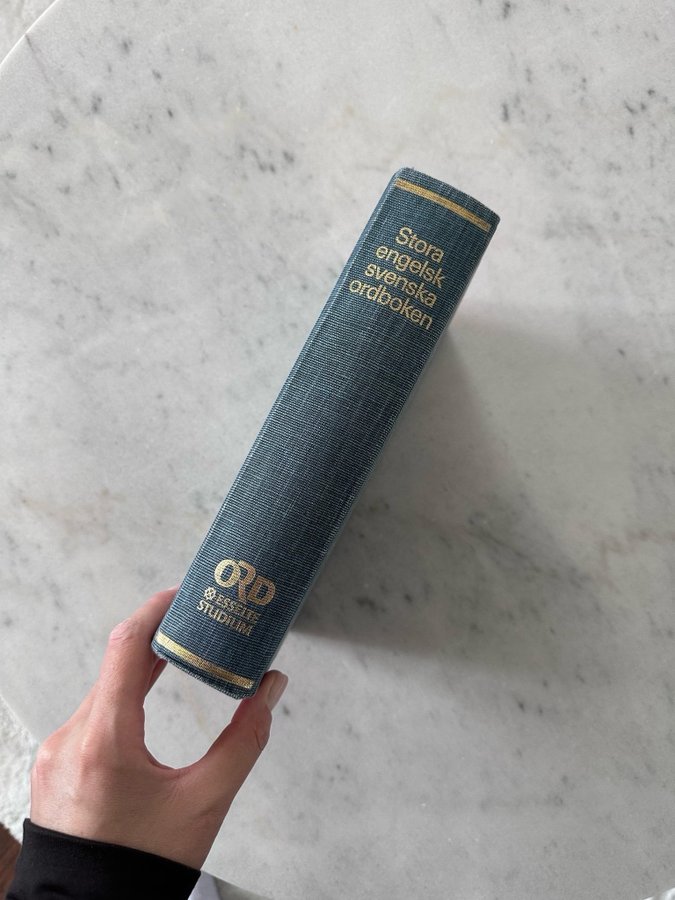 Stora
engelsk
svenska
ordboken
ORD
ESSELTE
STUDIUM